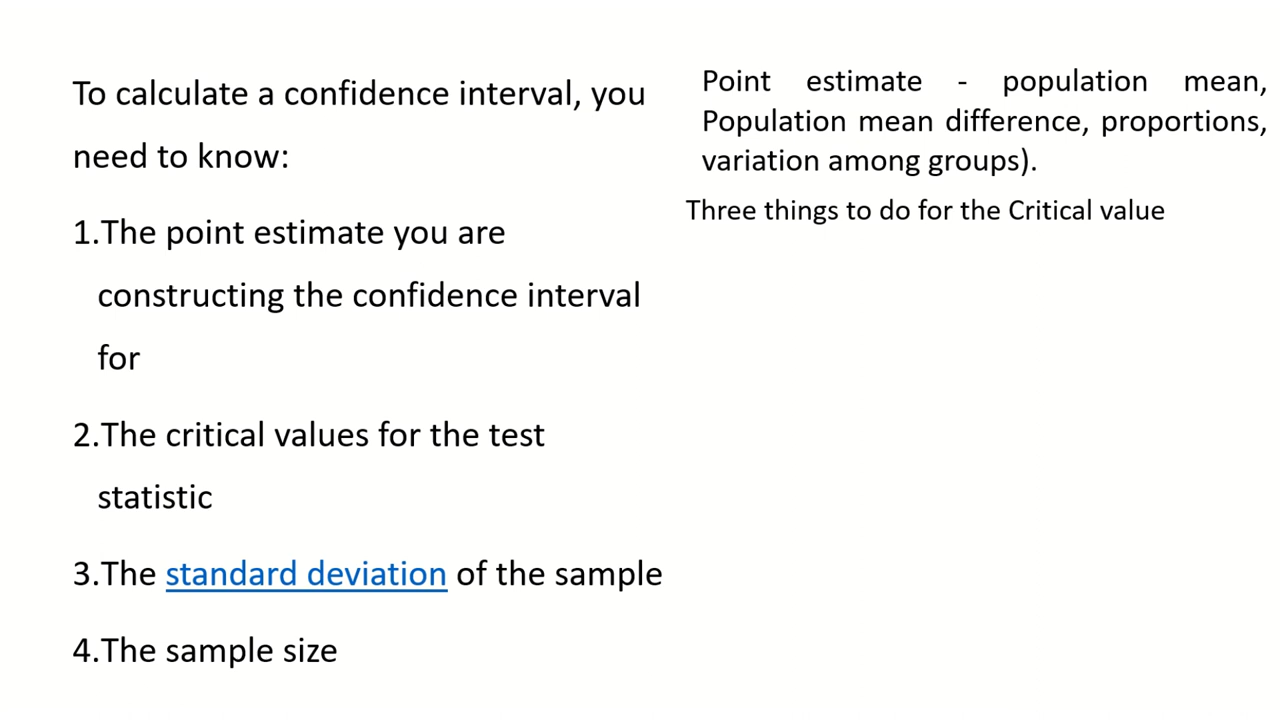 To calculate a confidence interval, you
need to know:
1.The point estimate you are
constructing the confidence interval
for
2.The critical values for the test
statistic
3.The standard deviation of the sample
4.The sample size
Point estimate - population mean,
Population mean difference, proportions,
variation among groups).
Three things to do for the Critical value